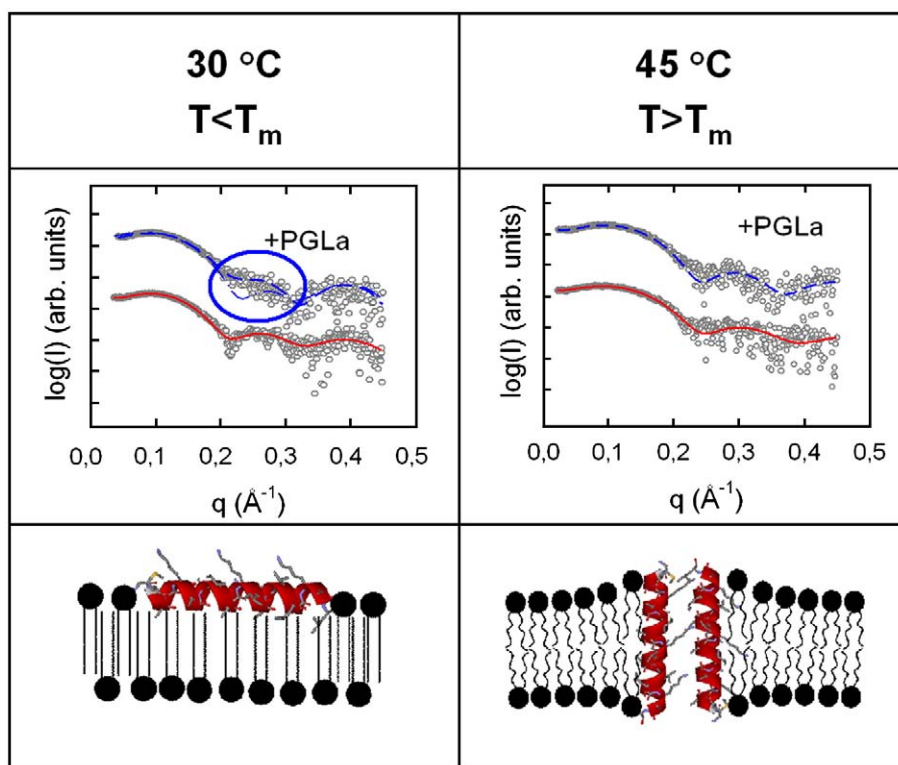 30 °C
T<Tm
45 °C
T>Tm
log(I) (arb. units)
+PGLa
0,0 0,1 0,2 0,3 0,4 0,5
q (Å-1)
log(I) (arb. units)
+PGLa
0,0 0,1 0,2 0,3 0,4 0,5
q (Å-1)